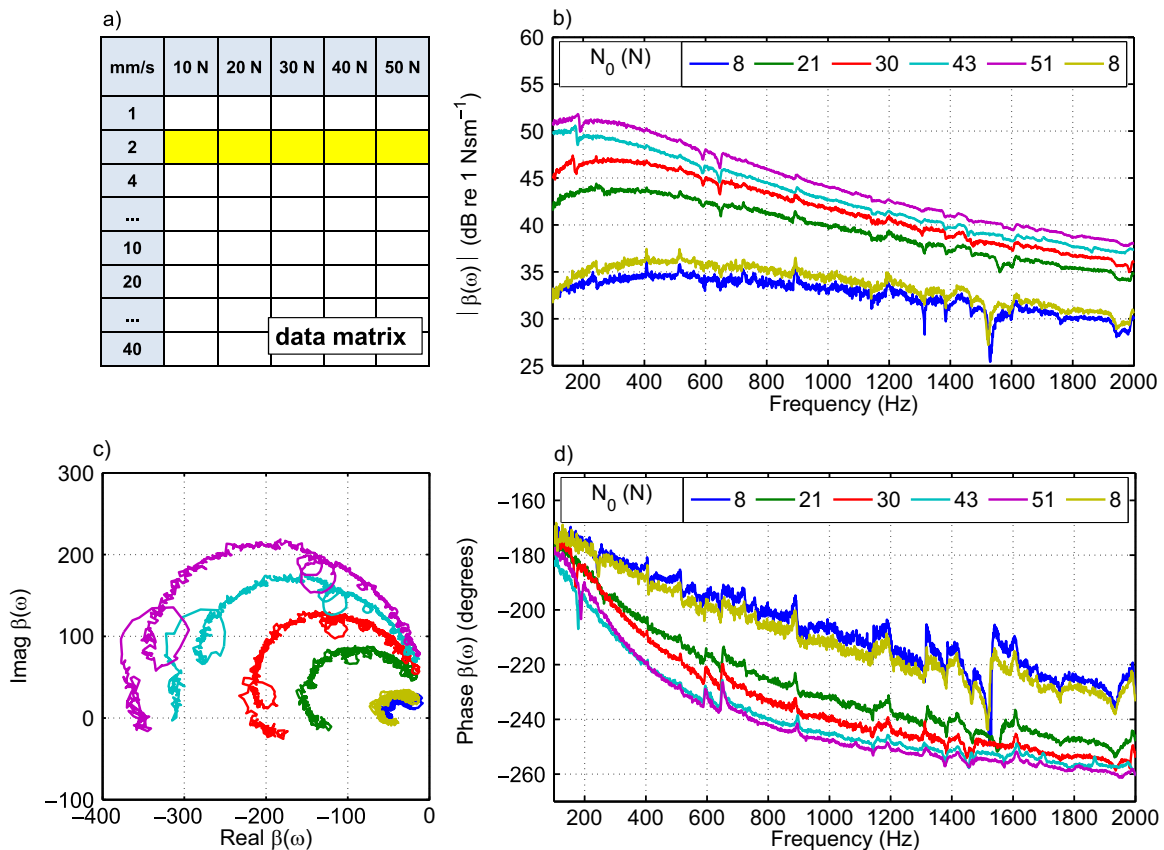 a)
mm/s 10 N 20 N 30 N 40 N 50 N
1
2
4
...
10
20
...
40
data matrix
b)
N0 (N) 8 21 30 43 51 8
60
55
50
45
40
35
30
25
200 400 600 800 1000 1200 1400 1600 1800 2000
Frequency (Hz)
| β(ω) | (dB re 1 Nsm−1)
c)
300
200
100
0
−100
−400 −300 −200 −100 0
Real β(ω)
Imag β(ω)
d)
N0 (N) 8 21 30 43 51 8
−160
−180
−200
−220
−240
−260
200 400 600 800 1000 1200 1400 1600 1800 2000
Frequency (Hz)
Phase β(ω) (degrees)